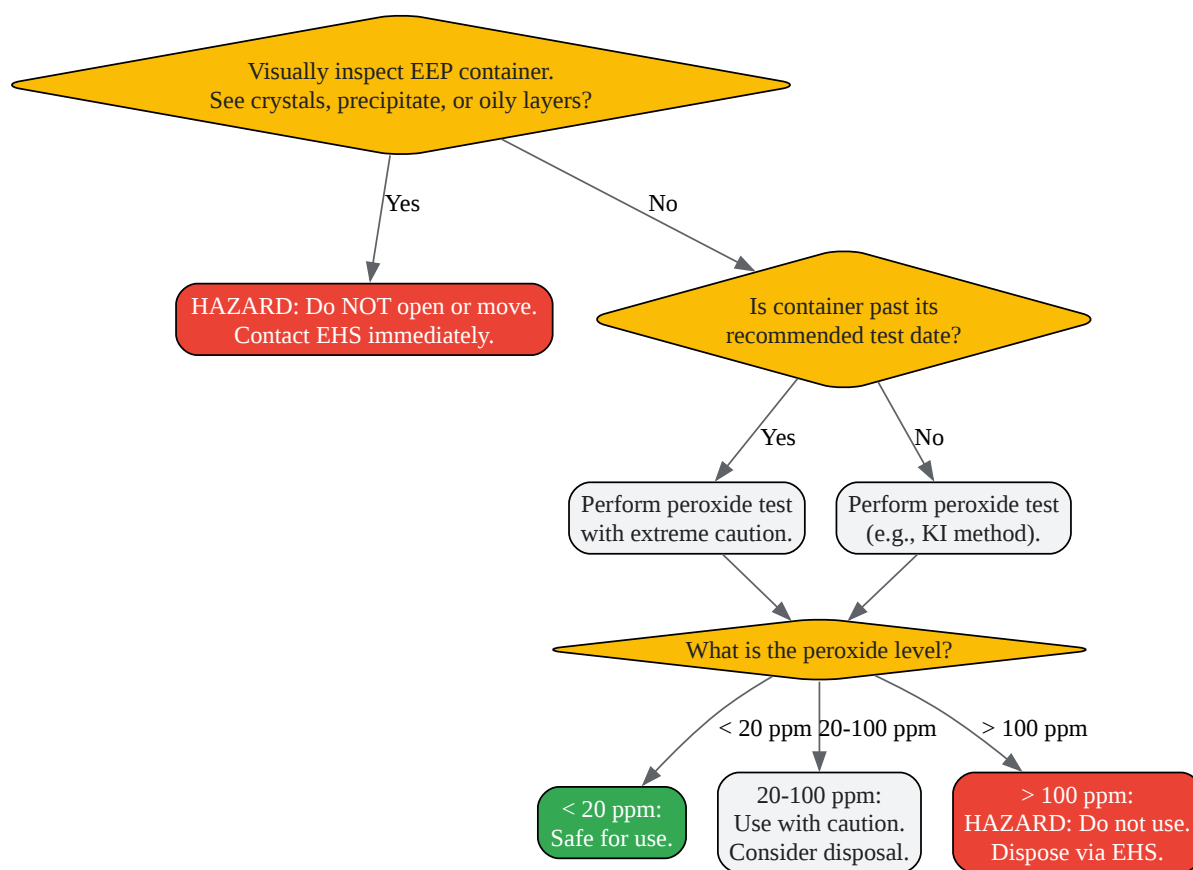 Visually inspect EEP container.
See crystals, precipitate, or oily layers?
Yes
No
HAZARD: Do NOT open or move.
Contact EHS immediately.
Is container past its
recommended test date?
Yes
No
Perform peroxide test
with extreme caution.
Perform peroxide test
(e.g., KI method).
What is the peroxide level?
< 20 ppm
20-100 ppm
> 100 ppm
< 20 ppm:
Safe for use.
20-100 ppm:
Use with caution.
Consider disposal.
> 100 ppm:
HAZARD: Do not use.
Dispose via EHS.